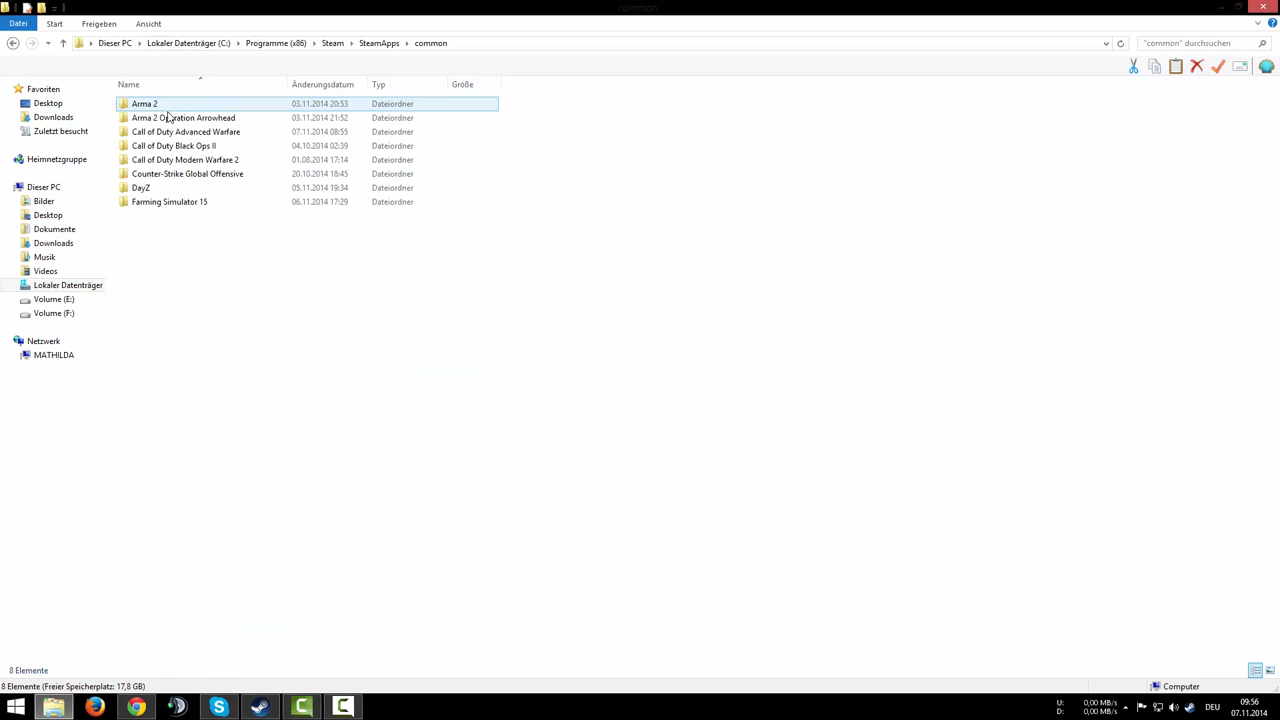 common
Datei Start Freigeben Ansicht
Dieser PC Lokaler Datenträger (C:) Programme (x86) Steam SteamApps common "common" durchsuchen
Name Änderungsdatum Typ Größe
Arma 2 03.11.2014 20:53 Dateiordner
Arma 2 Operation Arrowhead 03.11.2014 21:52 Dateiordner
Call of Duty Advanced Warfare 07.11.2014 08:55 Dateiordner
Call of Duty Black Ops II 04.10.2014 02:39 Dateiordner
Call of Duty Modern Warfare 2 01.08.2014 17:14 Dateiordner
Counter-Strike Global Offensive 20.10.2014 18:45 Dateiordner
DayZ 05.11.2014 19:34 Dateiordner
Farming Simulator 15 06.11.2014 17:29 Dateiordner
Favoriten
Desktop
Downloads
Zuletzt besucht
Heimnetzgruppe
Dieser PC
Bilder
Desktop
Dokumente
Downloads
Musik
Videos
Lokaler Datenträger
Volume (E:)
Volume (F:)
Netzwerk
MATHILDA
8 Elemente
8 Elemente (Freier Speicherplatz: 17,8 GB) Computer
U: 0,00 MB/s
D: 0,00 MB/s
DEU
09:56
07.11.2014